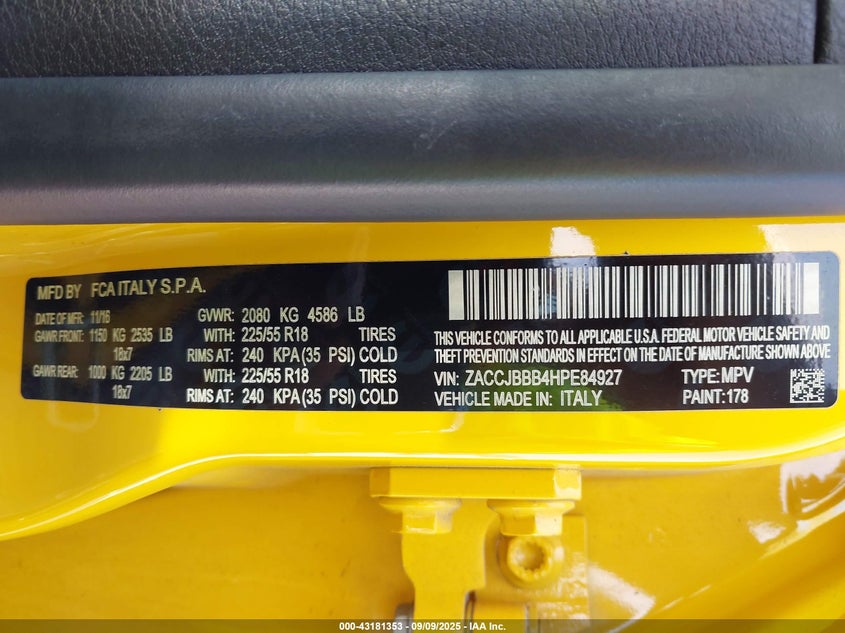 MFD BY FCA ITALY S.P.A.
DATE OF MFR: 11/16 GVWR: 2080 KG 4586 LB
GAWR FRONT: 1150 KG 2535 LB WITH: 225/55 R18 TIRES
18x7 RIMS AT: 240 KPA (35 PSI) COLD
GAWR REAR: 1000 KG 2205 LB WITH: 225/55 R18 TIRES
18x7 RIMS AT: 240 KPA (35 PSI) COLD
THIS VEHICLE CONFORMS TO ALL APPLICABLE U.S.A. FEDERAL MOTOR VEHICLE SAFETY AND
THEFT PREVENTION STANDARDS IN EFFECT ON THE DATE OF MANUFACTURE SHOWN ABOVE
VIN: ZACCJBBB4HPE84927 TYPE: MPV
VEHICLE MADE IN: ITALY PAINT: 178
000-43181353 - 09/09/2025 - IAA Inc.